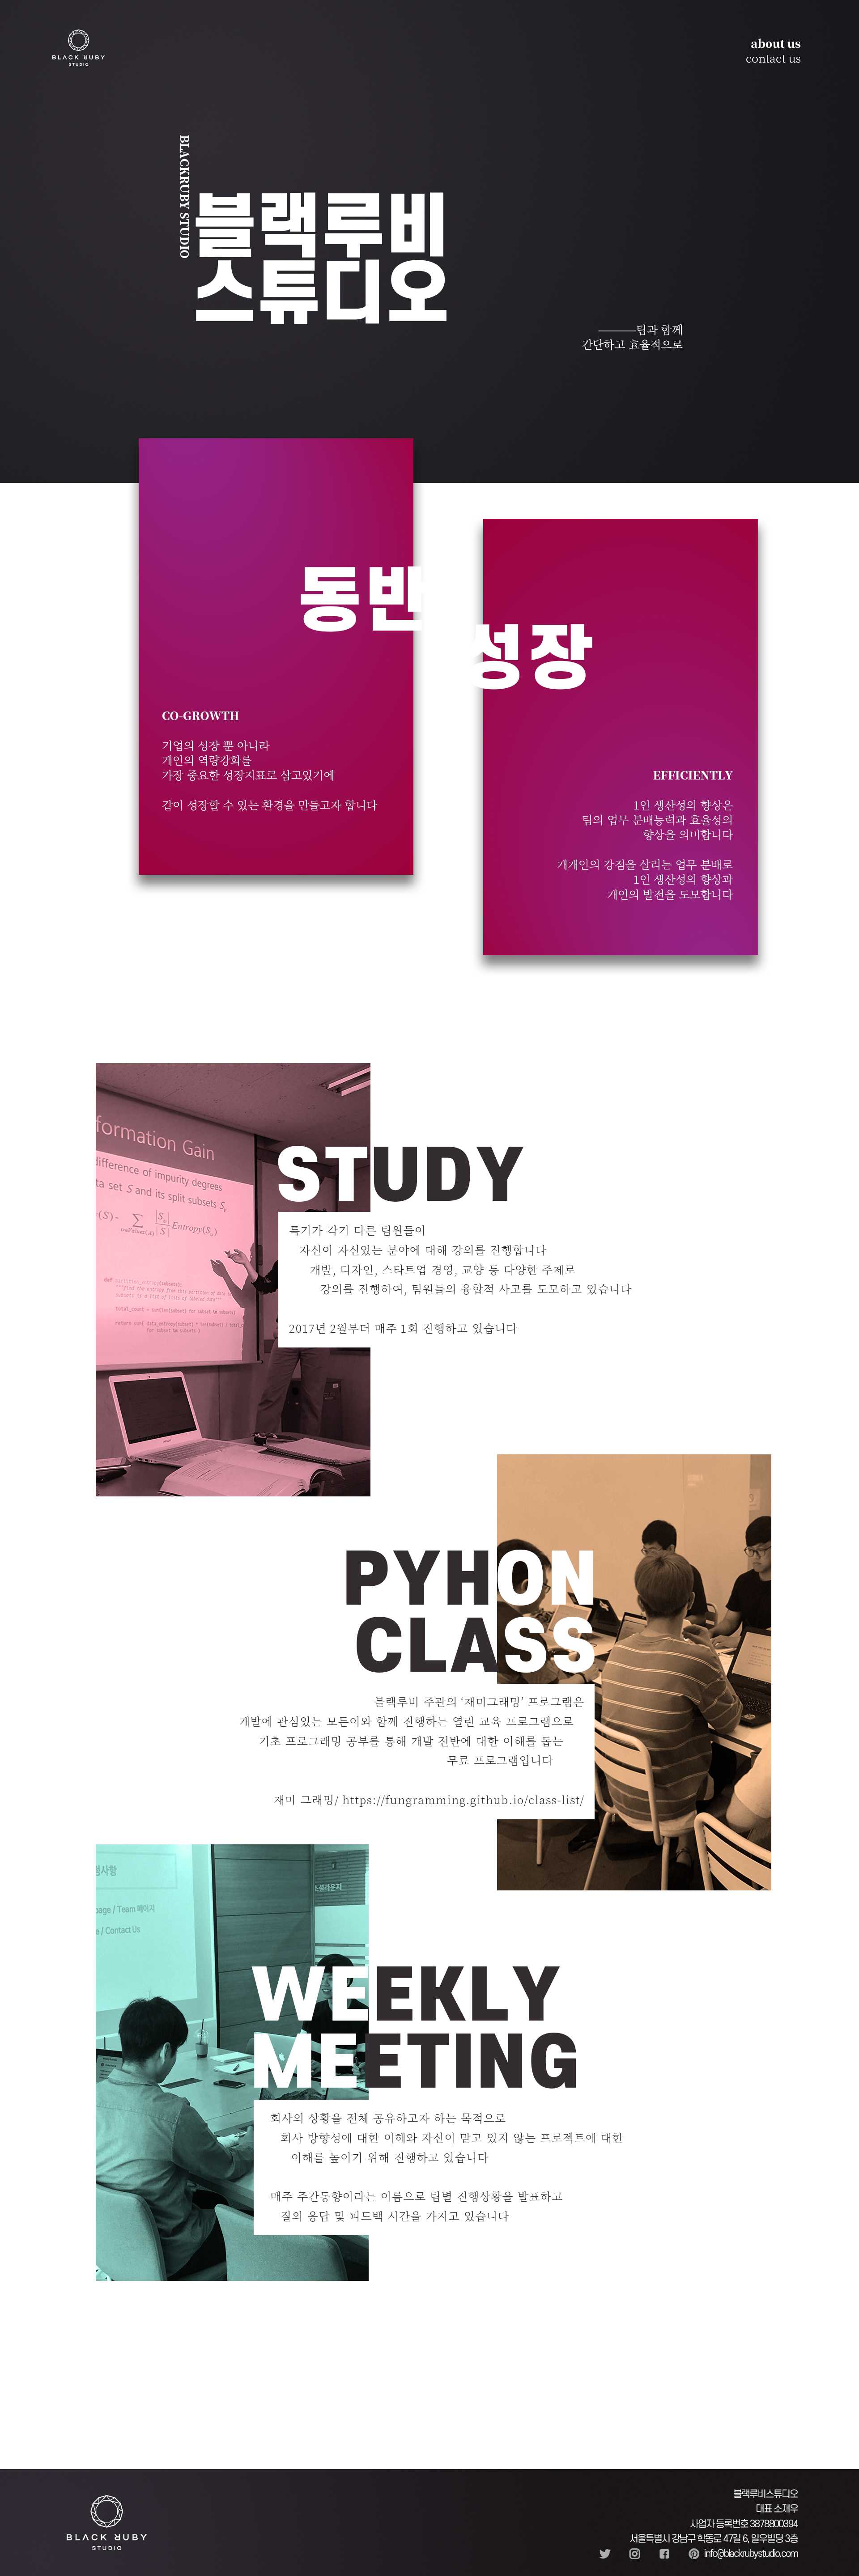 BLACK RUBY
STUDIO
about us
contact us
BLACKRUBY STUDIO
블랙루비
스튜디오
팀과 함께
간단하고 효율적으로
동반
성장
CO-GROWTH
기업의 성장 뿐 아니라
개인의 역량강화를
가장 중요한 성장지표로 삼고있기에
같이 성장할 수 있는 환경을 만들고자 합니다
EFFICIENTLY
1인 생산성의 향상은
팀의 업무 분배능력과 효율성의
향상을 의미합니다
개개인의 강점을 살리는 업무 분배로
1인 생산성의 향상과
개인의 발전을 도모합니다
formation Gain
difference of impurity degrees
ta set S and its split subsets Sᵢ
Entropy(Sᵢ)
STUDY
특기가 각기 다른 팀원들이
자신이 자신있는 분야에 대해 강의를 진행합니다
개발, 디자인, 스타트업 경영, 교양 등 다양한 주제로
강의를 진행하여, 팀원들의 융합적 사고를 도모하고 있습니다
2017년 2월부터 매주 1회 진행하고 있습니다
PYHON
CLASS
블랙루비 주관의 ‘재미그래밍’ 프로그램은
개발에 관심있는 모든이와 함께 진행하는 열린 교육 프로그램으로
기초 프로그래밍 공부를 통해 개발 전반에 대한 이해를 돕는
무료 프로그램입니다
재미 그래밍/ https://fungramming.github.io/class-list/
page / Team 페이지
e / Contact Us
WEEKLY
MEETING
회사의 상황을 전체 공유하고자 하는 목적으로
회사 방향성에 대한 이해와 자신이 맡고 있지 않는 프로젝트에 대한
이해를 높이기 위해 진행하고 있습니다
매주 주간동향이라는 이름으로 팀별 진행상황을 발표하고
질의 응답 및 피드백 시간을 가지고 있습니다
BLACK RUBY
STUDIO
블랙루비스튜디오
대표 소재우
사업자 등록번호 3878800394
서울특별시 강남구 학동로 47길 6, 일우빌딩 3층
info@blackrubystudio.com